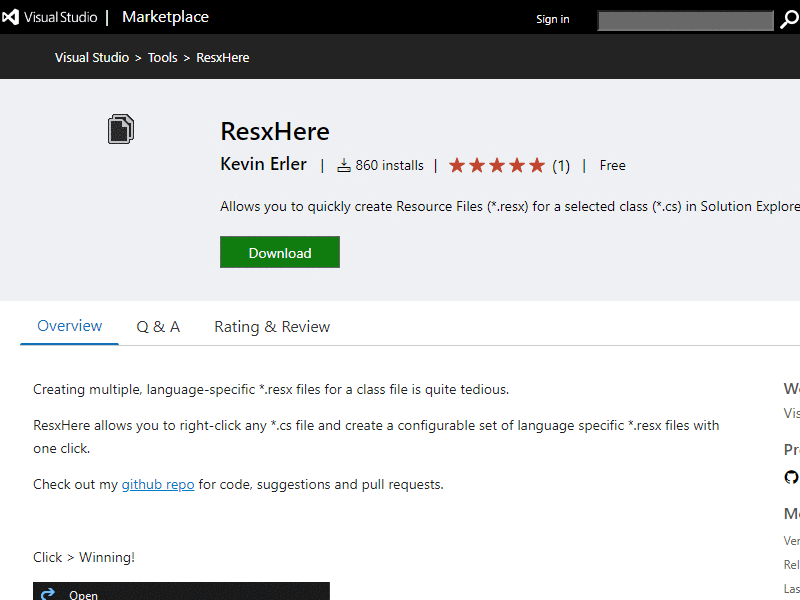 Visual Studio | Marketplace
Sign in
Visual Studio > Tools > ResxHere
ResxHere
Kevin Erler | 860 installs | (1) | Free
Allows you to quickly create Resource Files (*.resx) for a selected class (*.cs) in Solution Explore
Download
Overview Q & A Rating & Review
Creating multiple, language-specific *.resx files for a class file is quite tedious.
ResxHere allows you to right-click any *.cs file and create a configurable set of language specific *.resx files with
one click.
Check out my github repo for code, suggestions and pull requests.
Click > Winning!
Open
W
Vis
Pr
M
Ver
Rel
Las